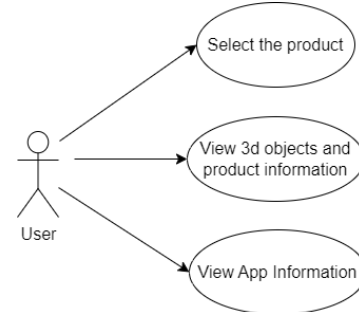 Select the product
View 3d objects and
product information
User
View App Information